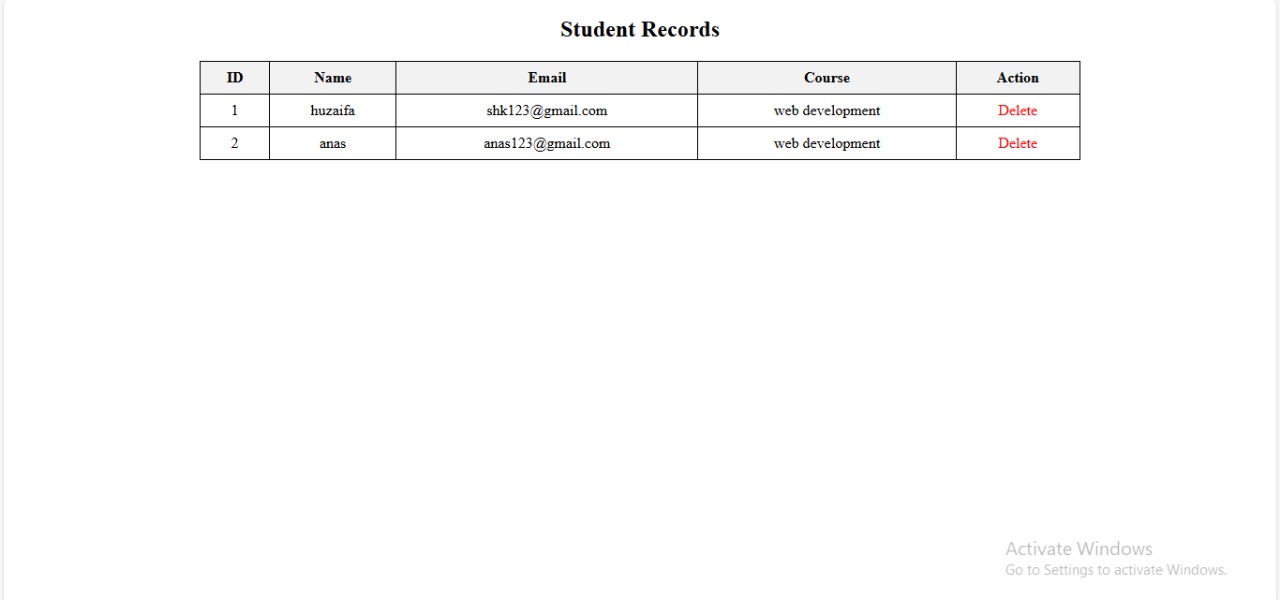 Student Records
ID Name Email Course Action
1 huzaifa shk123@gmail.com web development Delete
2 anas anas123@gmail.com web development Delete
Activate Windows
Go to Settings to activate Windows.